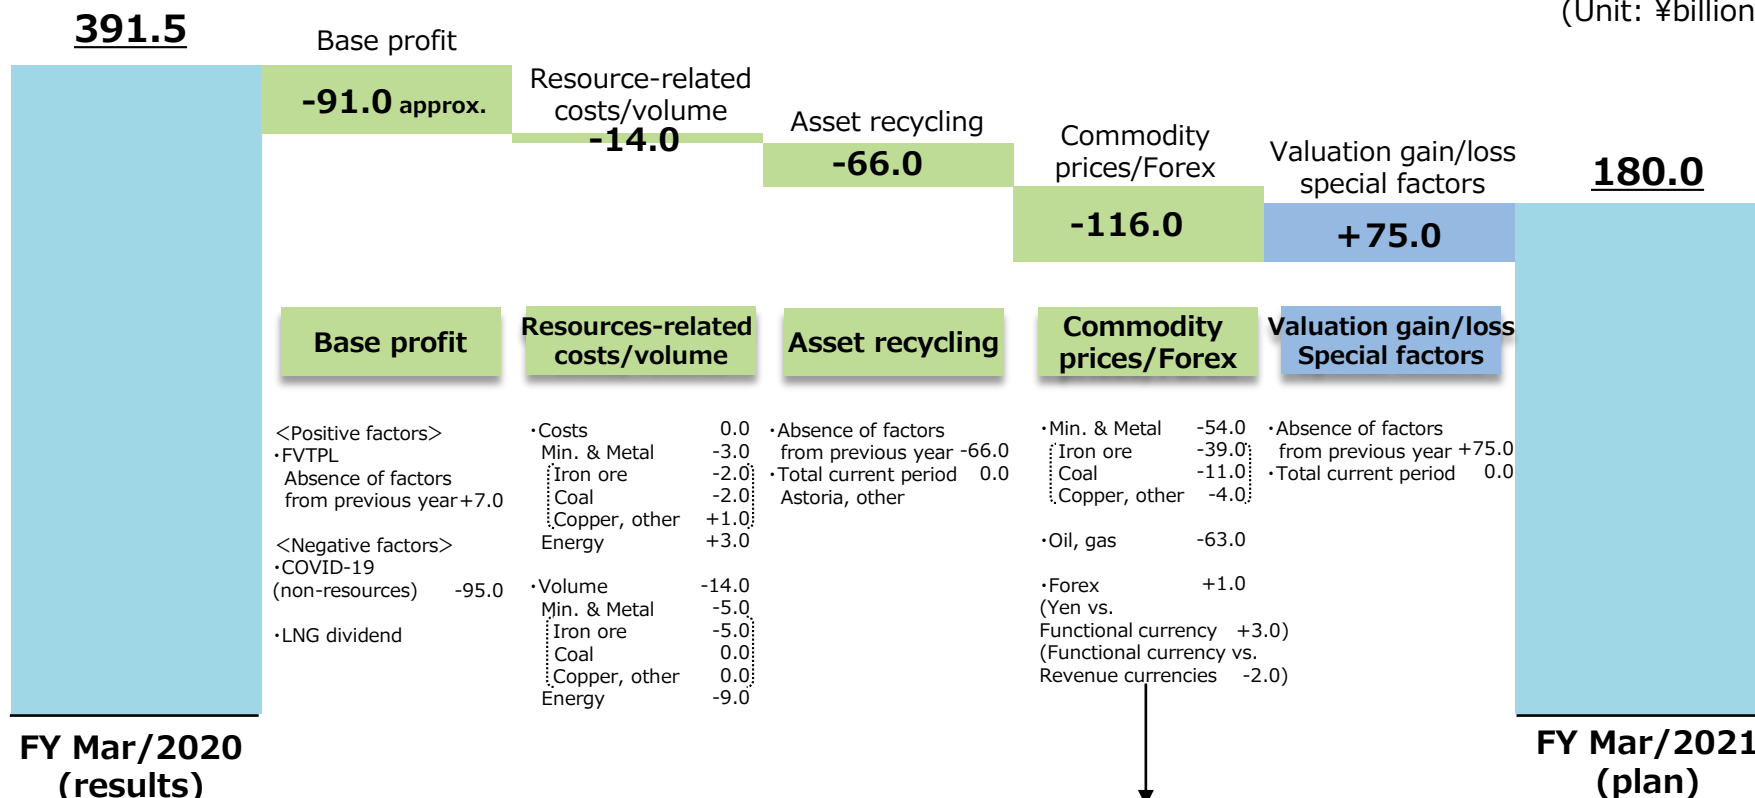 (Unit: ¥billion
391.5
Base profit
-91.0 approx.
Resource-related
costs/volume
-14.0
Asset recycling
-66.0
Commodity
prices/Forex
-116.0
Valuation gain/loss
special factors
+75.0
180.0
Base profit
Resources-related
costs/volume
Asset recycling
Commodity
prices/Forex
Valuation gain/loss
Special factors
<Positive factors>
・FVTPL
Absence of factors
from previous year +7.0
<Negative factors>
・COVID-19
(non-resources) -95.0
・LNG dividend
・Costs 0.0
Min. & Metal -3.0
Iron ore -2.0
Coal -2.0
Copper, other +1.0
Energy +3.0
・Volume -14.0
Min. & Metal -5.0
Iron ore -5.0
Coal 0.0
Copper, other 0.0
Energy -9.0
・Absence of factors
from previous year -66.0
・Total current period 0.0
Astoria, other
・Min. & Metal -54.0
Iron ore -39.0
Coal -11.0
Copper, other -4.0
・Oil, gas -63.0
・Forex +1.0
(Yen vs.
Functional currency +3.0)
(Functional currency vs.
Revenue currencies -2.0)
・Absence of factors
from previous year +75.0
・Total current period 0.0
FY Mar/2020
(results)
FY Mar/2021
(plan)